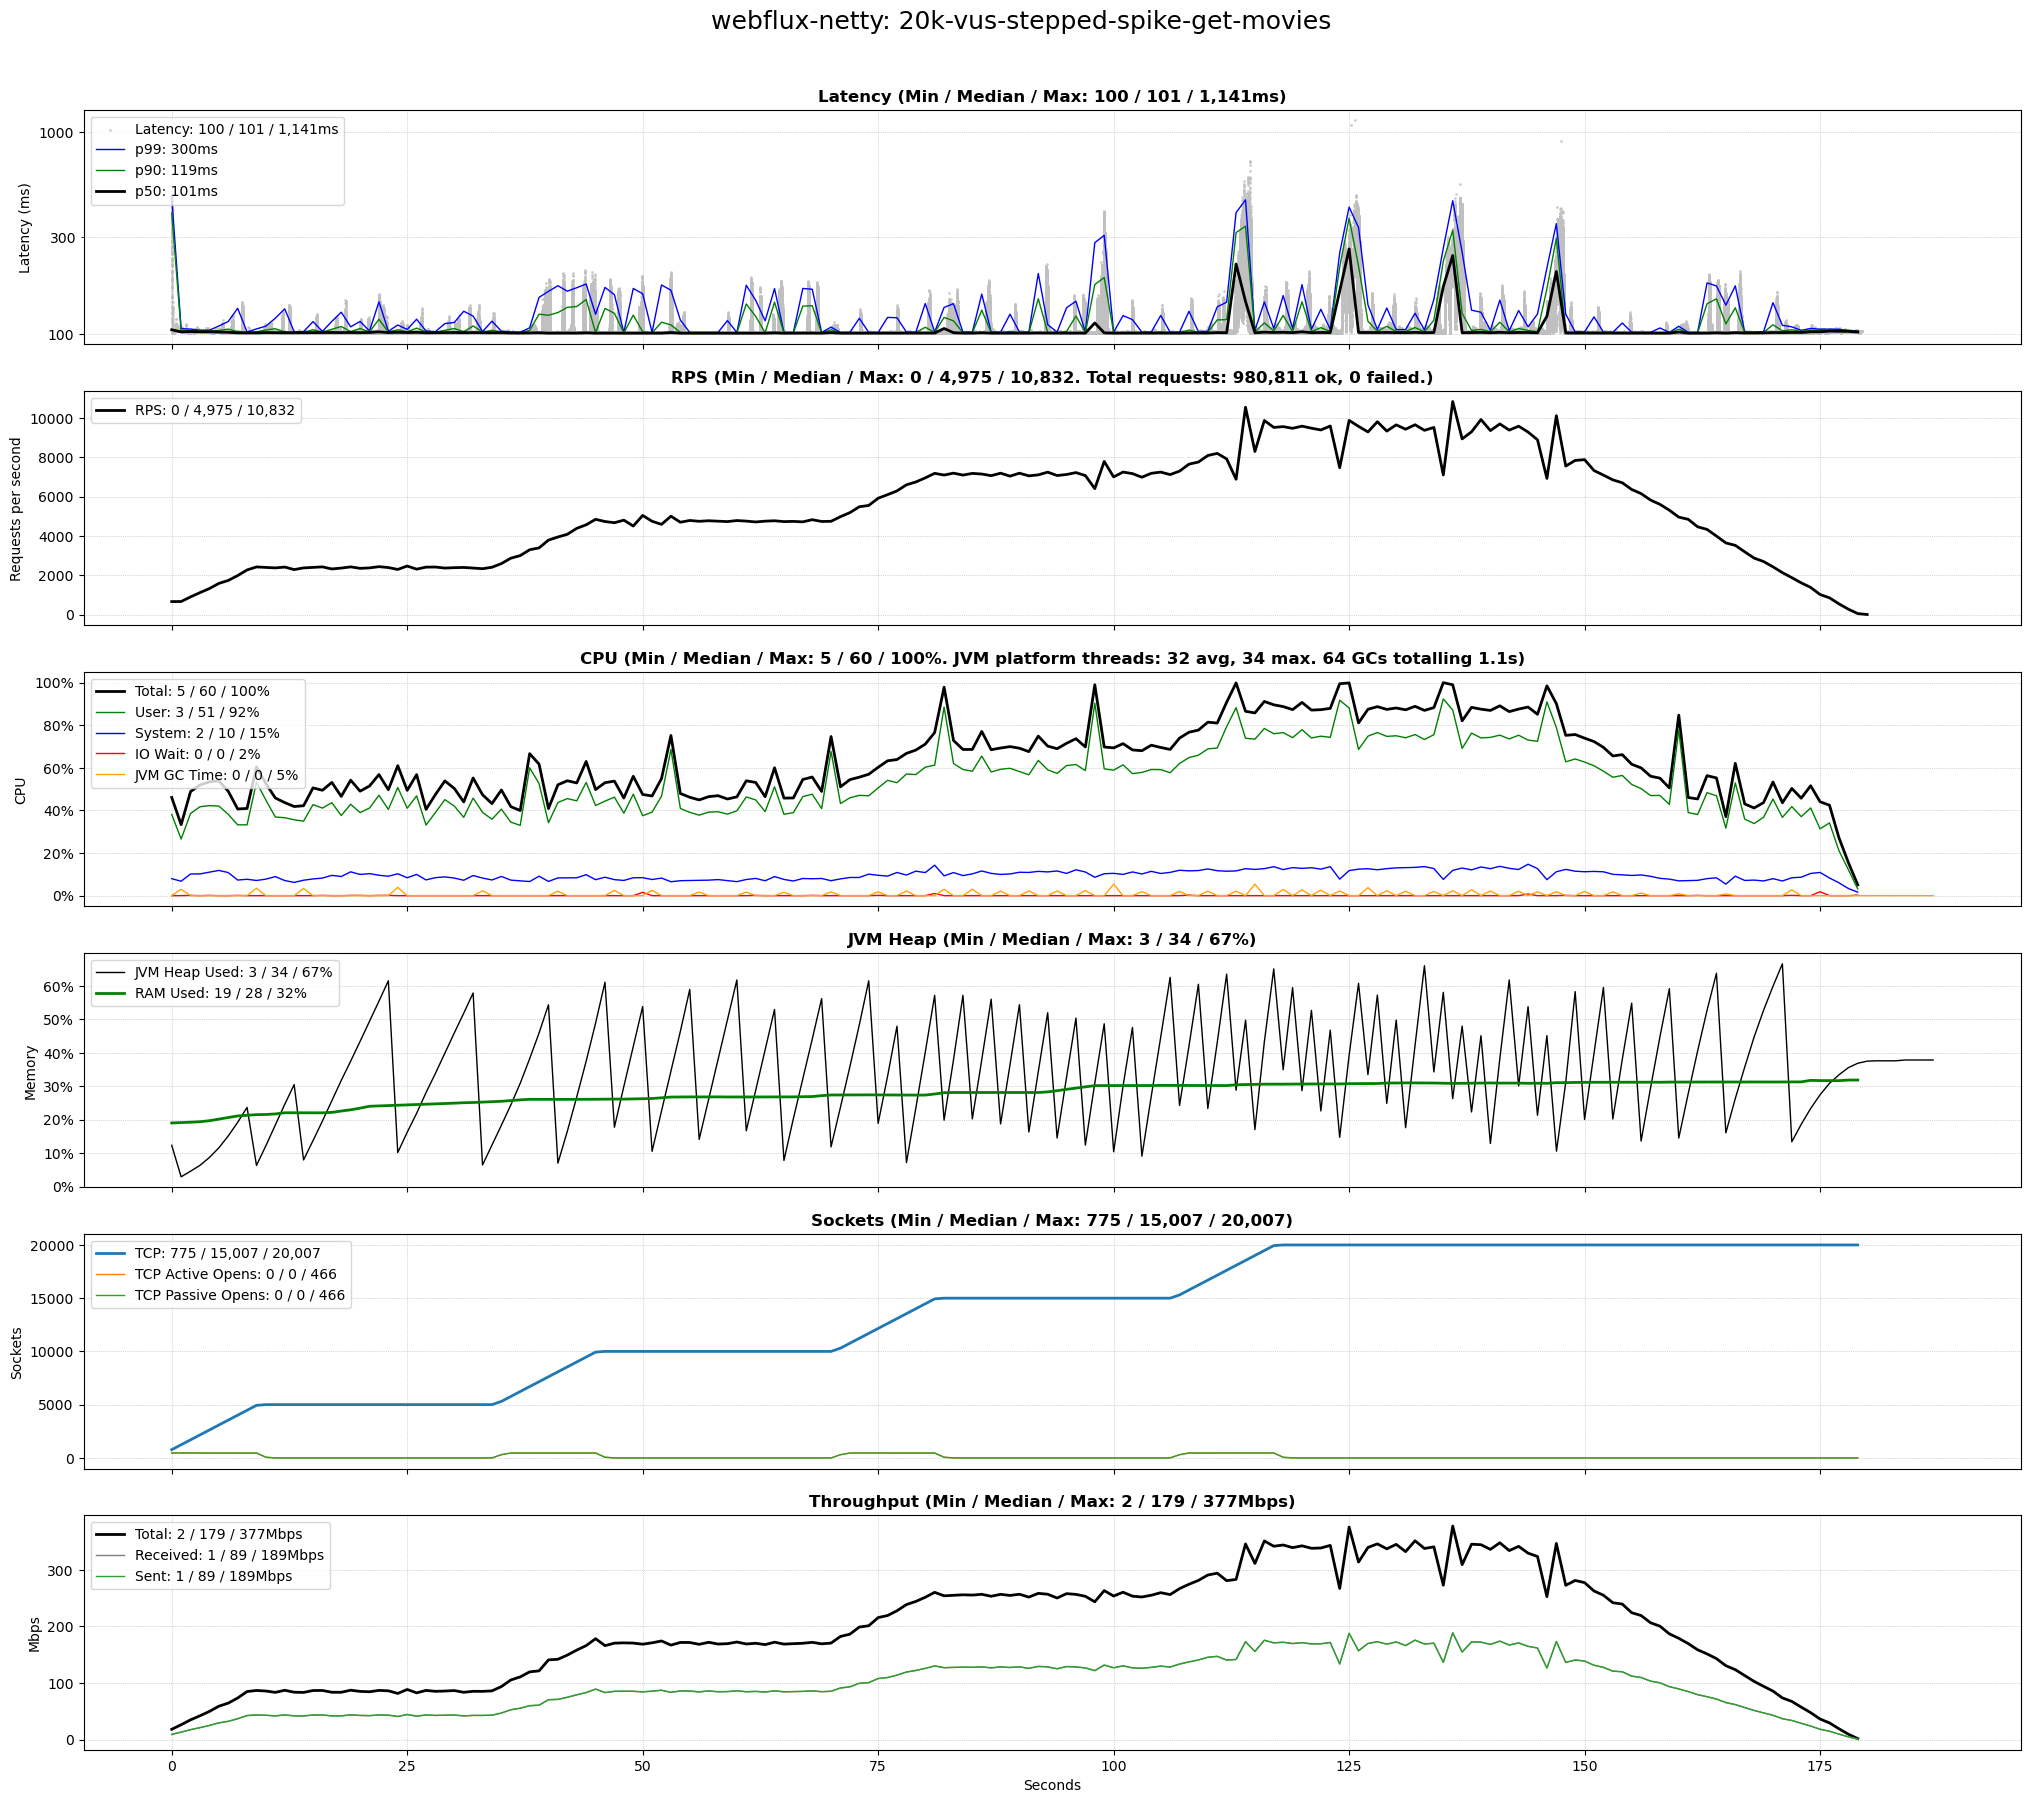 webflux-netty: 20k-vus-stepped-spike-get-movies
Latency (Min / Median / Max: 100 / 101 / 1,141ms)
Latency: 100 / 101 / 1,141ms
p99: 300ms
p90: 119ms
p50: 101ms
1000
300
100
Latency (ms)
RPS (Min / Median / Max: 0 / 4,975 / 10,832. Total requests: 980,811 ok, 0 failed.)
RPS: 0 / 4,975 / 10,832
10000
8000
6000
4000
2000
0
Requests per second
CPU (Min / Median / Max: 5 / 60 / 100%. JVM platform threads: 32 avg, 34 max. 64 GCs totalling 1.1s)
Total: 5 / 60 / 100%
User: 3 / 51 / 92%
System: 2 / 10 / 15%
IO Wait: 0 / 0 / 2%
JVM GC Time: 0 / 0 / 5%
100%
80%
60%
40%
20%
0%
CPU
JVM Heap (Min / Median / Max: 3 / 34 / 67%)
JVM Heap Used: 3 / 34 / 67%
RAM Used: 19 / 28 / 32%
60%
50%
40%
30%
20%
10%
0%
Memory
Sockets (Min / Median / Max: 775 / 15,007 / 20,007)
TCP: 775 / 15,007 / 20,007
TCP Active Opens: 0 / 0 / 466
TCP Passive Opens: 0 / 0 / 466
20000
15000
10000
5000
0
Sockets
Throughput (Min / Median / Max: 2 / 179 / 377Mbps)
Total: 2 / 179 / 377Mbps
Received: 1 / 89 / 189Mbps
Sent: 1 / 89 / 189Mbps
300
200
100
0
Mbps
0 25 50 75 100 125 150 175
Seconds